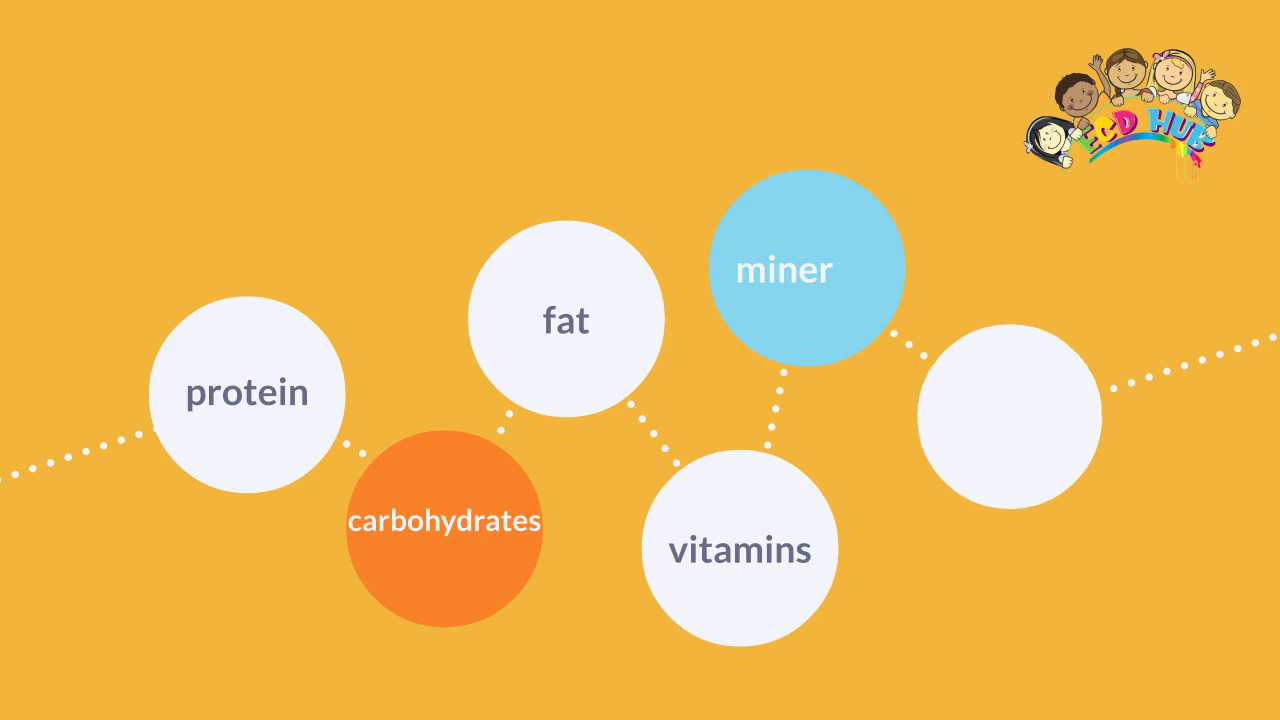 protein
carbohydrates
fat
vitamins
miner
ECD HUB